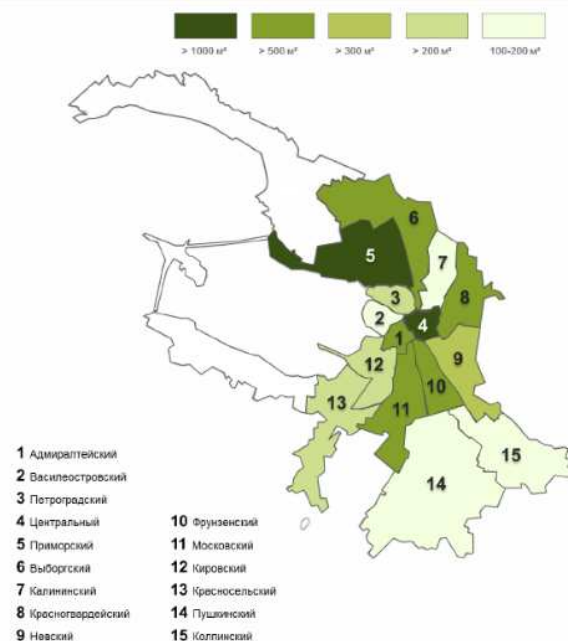 > 1000 м² > 500 м² > 300 м² > 200 м² 100-200 м²
6
5
7
8
3
2
4
1
9
12
10
13
11
15
14
1 Адмиралтейский
2 Василеостровский
3 Петроградский
4 Центральный
5 Приморский
6 Выборгский
7 Калининский
8 Красногвардейский
9 Невский
10 Фрунзенский
11 Московский
12 Кировский
13 Красносельский
14 Пушкинский
15 Колпинский